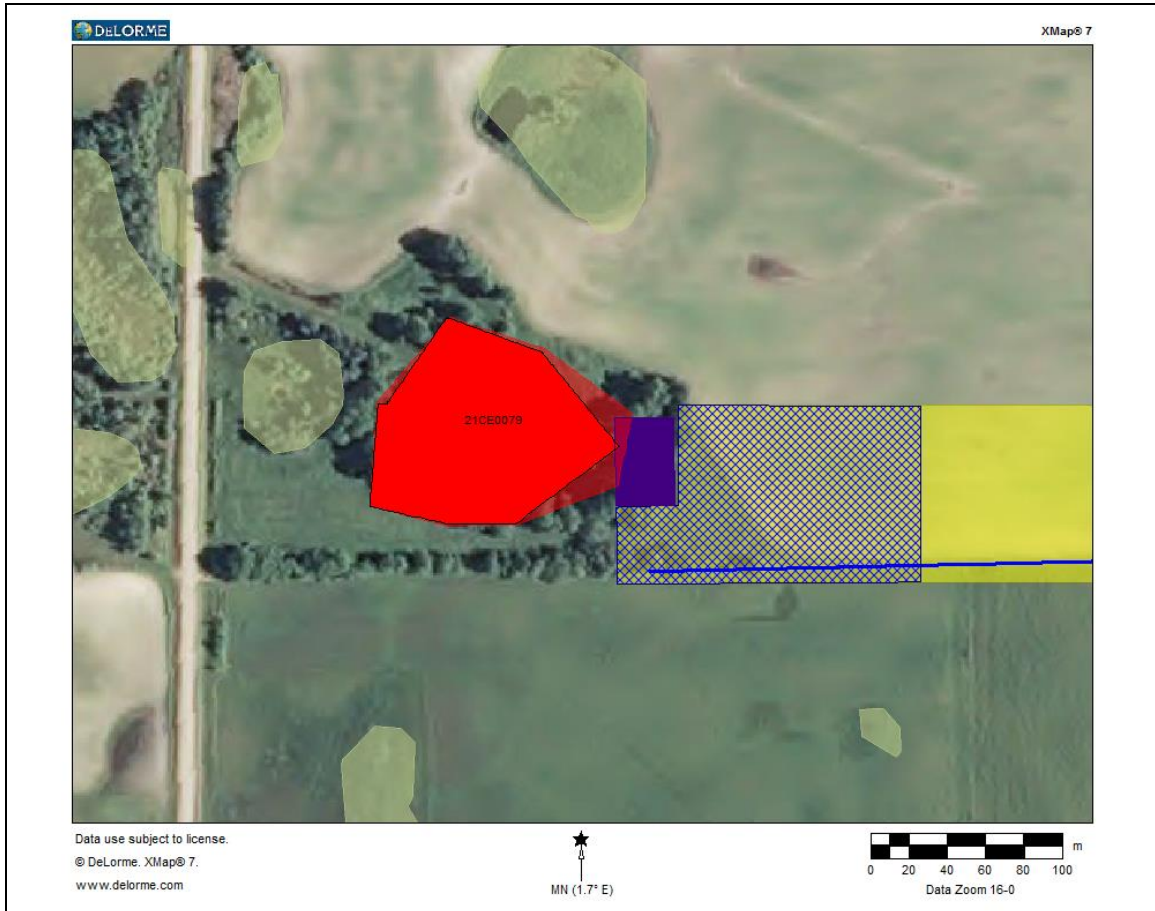 DELORME
XMap® 7
21CE0079
Data use subject to license.
© DeLorme. XMap® 7.
www.delorme.com
MN (1.7° E)
m
0 20 40 60 80 100
Data Zoom 16-0